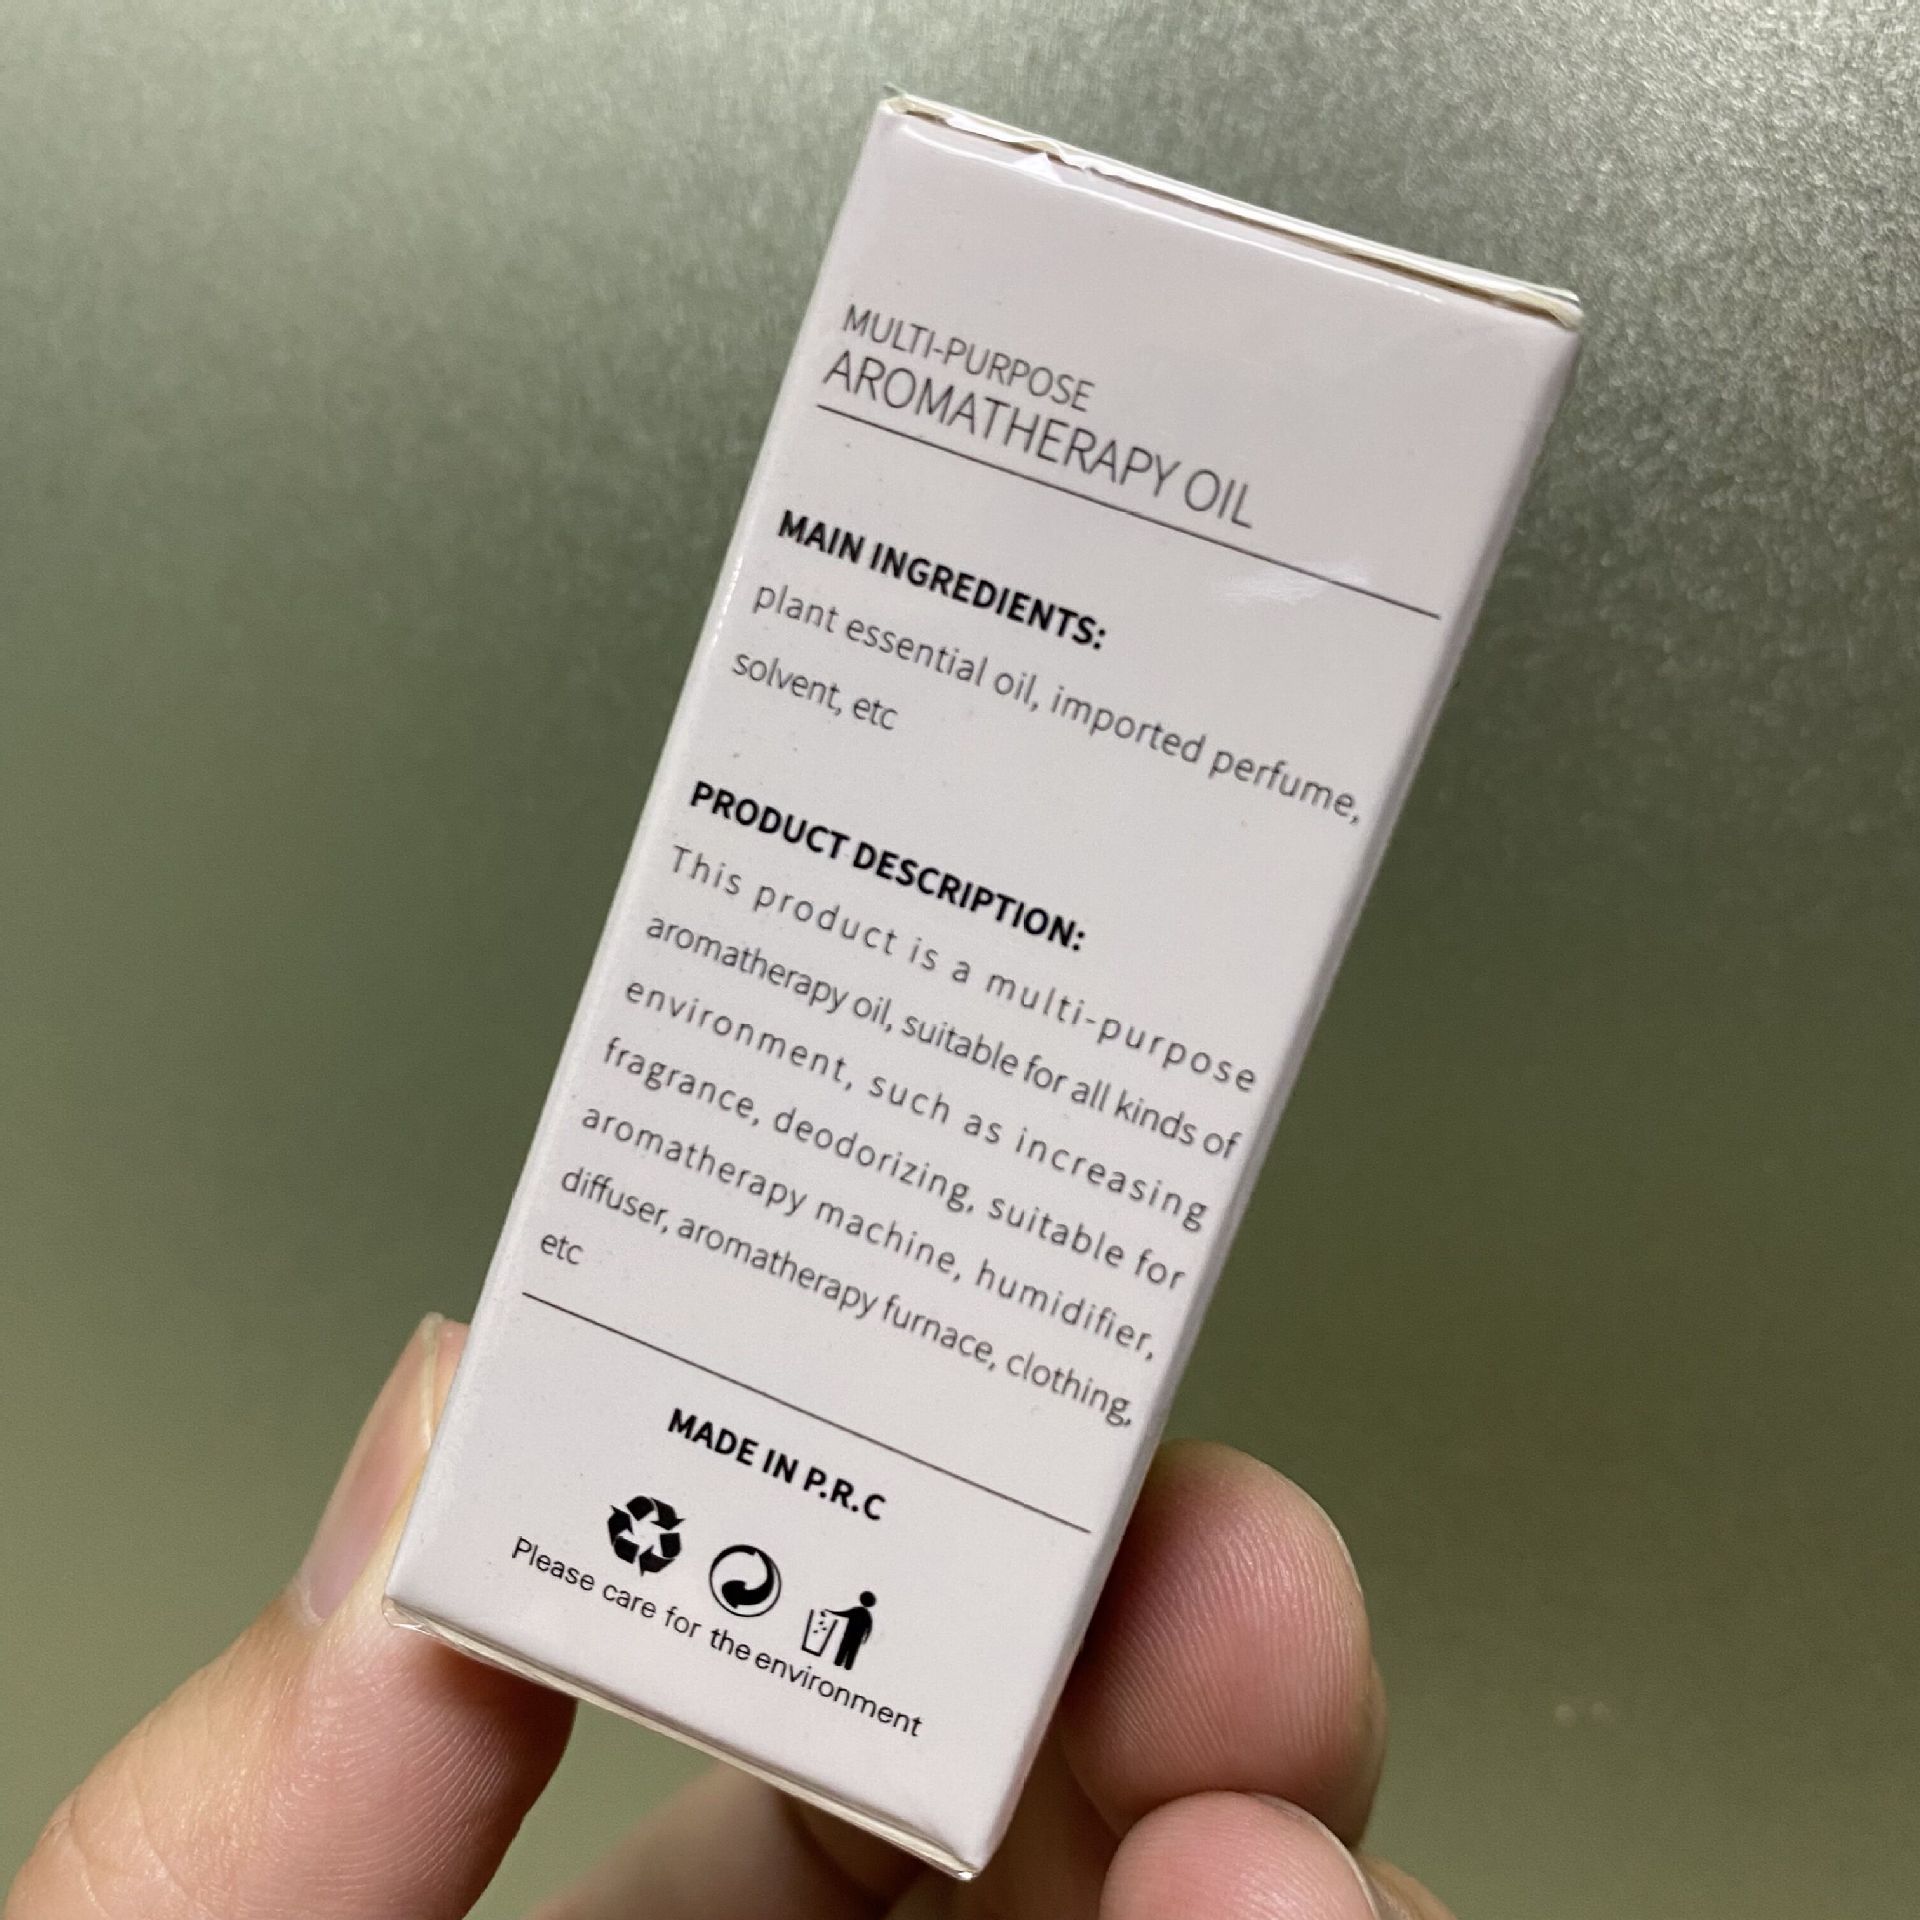 MULTI-PURPOSE
AROMATHERAPY OIL
MAIN INGREDIENTS:
plant essential oil, imported perfume,
solvent, etc
PRODUCT DESCRIPTION:
This product is a multi-purpose
aromatherapy oil, suitable for all kinds of
environment, such as increasing
fragrance, deodorizing, suitable for
aromatherapy machine, humidifier,
diffuser, aromatherapy furnace, clothing,
etc
MADE IN P.R.C
Please care for the environment